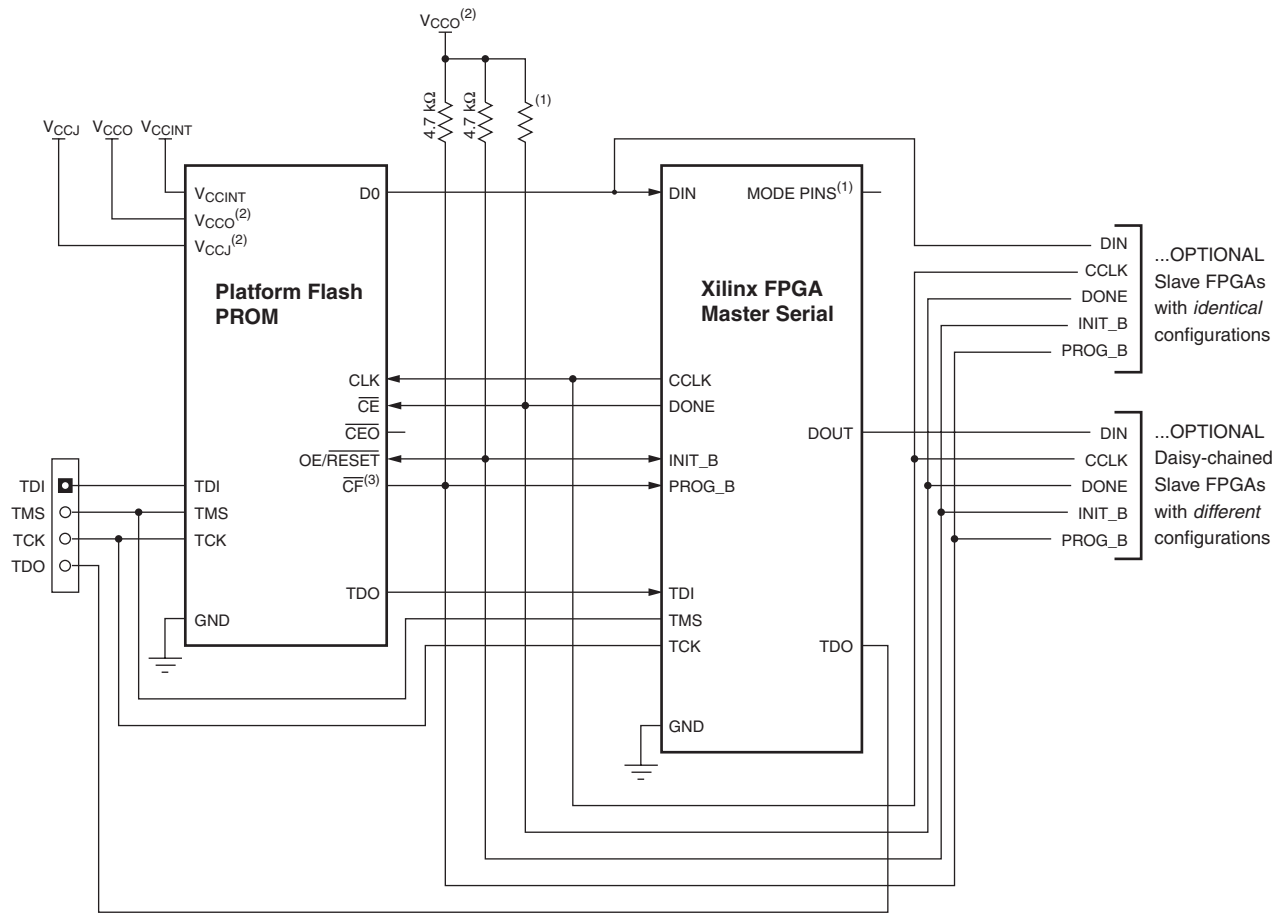 VCCO(2)
4.7 kΩ
4.7 kΩ
(1)
VCCJ VCCO VCCINT
VCCINT
VCCO(2)
VCCJ(2)
D0
Platform Flash
PROM
CLK
CE
CEO
OE/RESET
CF(3)
TDI
TMS
TCK
TDO
GND
TDI
TMS
TCK
TDO
DIN
MODE PINS(1)
Xilinx FPGA
Master Serial
CCLK
DONE
DOUT
INIT_B
PROG_B
TDI
TMS
TCK
TDO
GND
DIN
CCLK
DONE
INIT_B
PROG_B
...OPTIONAL
Slave FPGAs
with identical
configurations
DIN
CCLK
DONE
INIT_B
PROG_B
...OPTIONAL
Daisy-chained
Slave FPGAs
with different
configurations